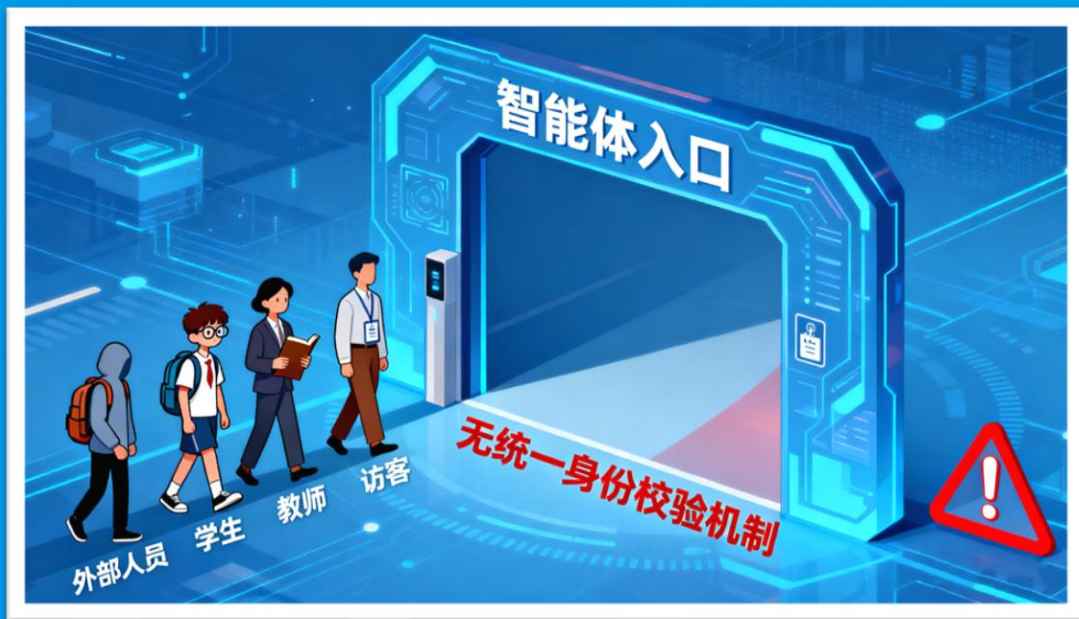 智能体入口
无统一身份校验机制
外部人员
学生
教师
访客